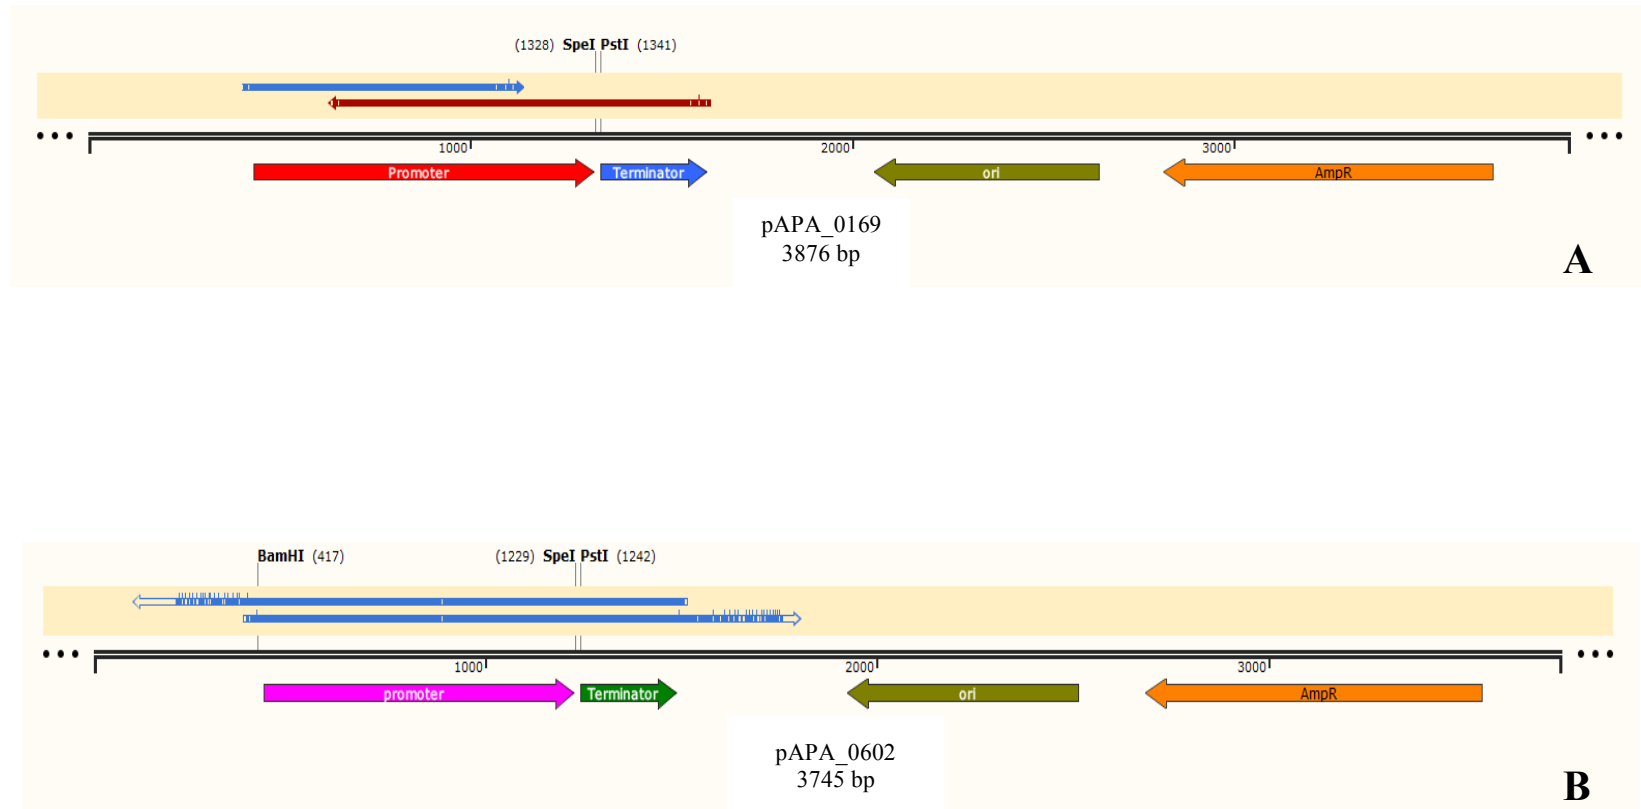 (1328) SpeI PstI (1341)
1000 2000 3000
Promoter Terminator ori AmpR
pAPA_0169
3876 bp
A
BamHI (417) (1229) SpeI PstI (1242)
1000 2000 3000
promoter Terminator ori AmpR
pAPA_0602
3745 bp
B